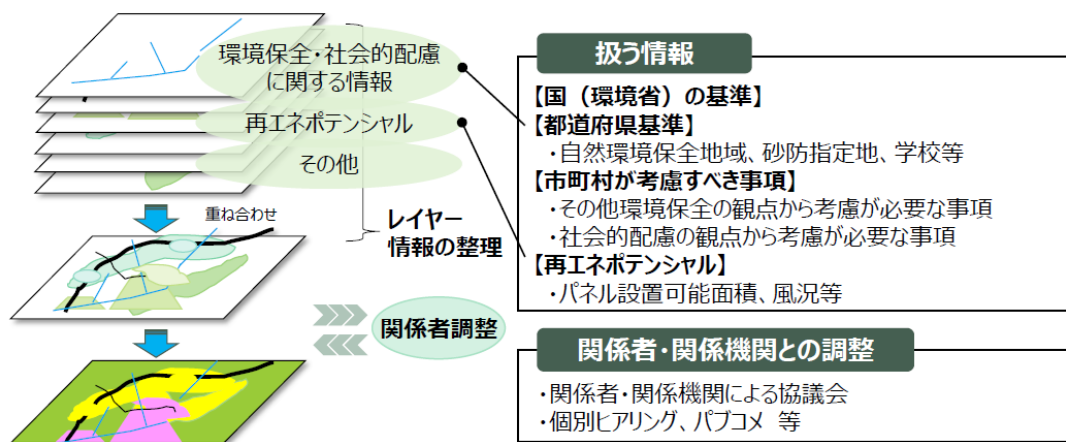 環境保全・社会的配慮
に関する情報
再エネポテンシャル
その他
重ね合わせ
レイヤー
情報の整理
関係者調整
扱う情報
【国（環境省）の基準】
【都道府県基準】
・自然環境保全地域、砂防指定地、学校等
【市町村が考慮すべき事項】
・その他環境保全の観点から考慮が必要な事項
・社会的配慮の観点から考慮が必要な事項
【再エネポテンシャル】
・パネル設置可能面積、風況等
関係者・関係機関との調整
・関係者・関係機関による協議会
・個別ヒアリング、パブコメ 等